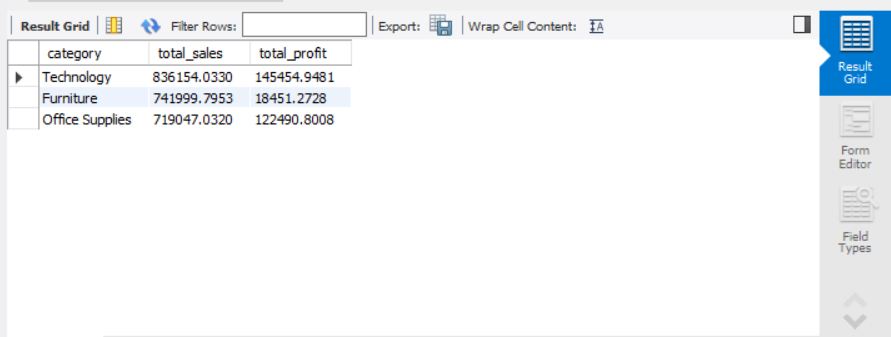 Result Grid Filter Rows: Export: Wrap Cell Content: IA
category total_sales total_profit
Technology 836154.0330 145454.9481
Furniture 741999.7953 18451.2728
Office Supplies 719047.0320 122490.8008
Result
Grid
Form
Editor
Field
Types